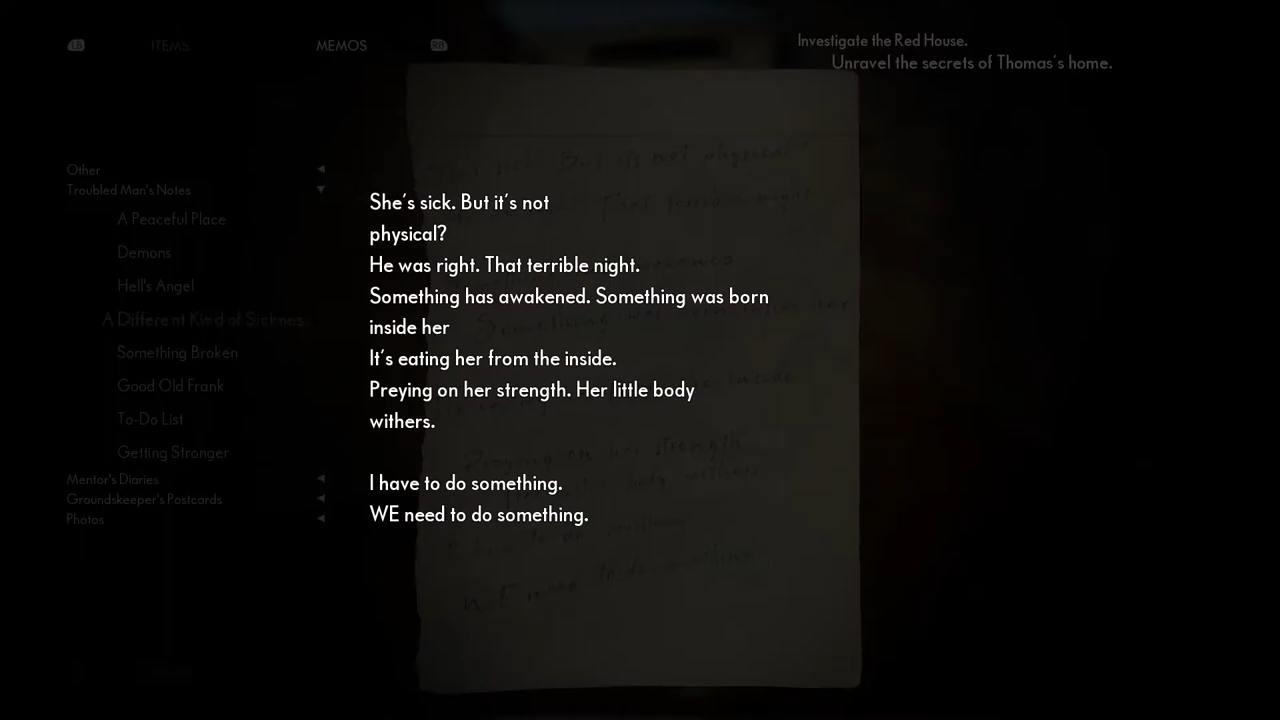 LB
ITEMS
MEMOS
RB
Investigate the Red House.
Unravel the secrets of Thomas's home.
Other
Troubled Man's Notes
A Peaceful Place
Demons
Hell's Angel
A Different Kind of Sickness
Something Broken
Good Old Frank
To-Do List
Getting Stronger
Mentor's Diaries
Groundskeeper's Postcards
Photos
She's sick. But it's not
physical?
He was right. That terrible night.
Something has awakened. Something was born
inside her
It's eating her from the inside.
Preying on her strength. Her little body
withers.
I have to do something.
WE need to do something.